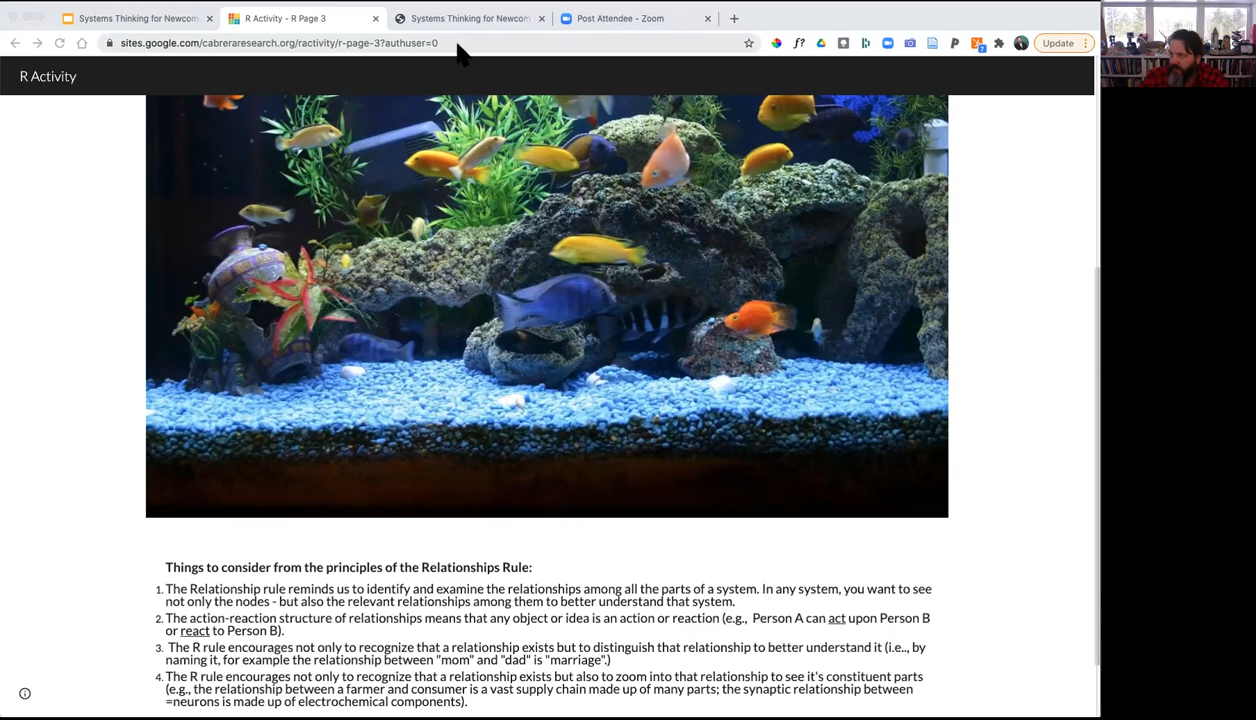 Systems Thinking for Newcom
R Activity - R Page 3
Systems Thinking for Newcom
Post Attendee - Zoom
sites.google.com/cabreraresearch.org/ractivity/r-page-3?authuser=0
f?
P
7
Update
R Activity
Things to consider from the principles of the Relationships Rule:
1. The Relationship rule reminds us to identify and examine the relationships among all the parts of a system. In any system, you want to see
not only the nodes - but also the relevant relationships among them to better understand that system.
2. The action-reaction structure of relationships means that any object or idea is an action or reaction (e.g., Person A can act upon Person B
or react to Person B).
3. The R rule encourages not only to recognize that a relationship exists but to distinguish that relationship to better understand it (i.e.., by
naming it, for example the relationship between "mom" and "dad" is "marriage".)
4. The R rule encourages not only to recognize that a relationship exists but also to zoom into that relationship to see it's constituent parts
(e.g., the relationship between a farmer and consumer is a vast supply chain made up of many parts; the synaptic relationship between
=neurons is made up of electrochemical components).